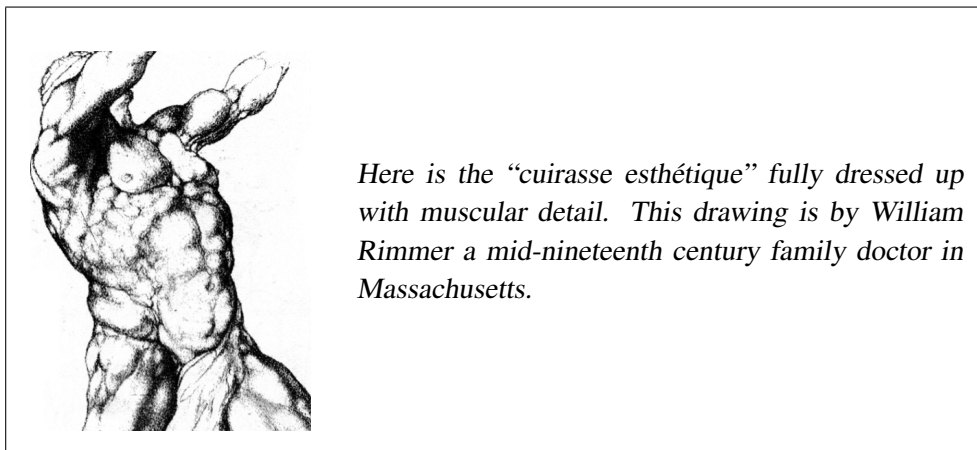 Here is the “cuirasse esthétique” fully dressed up
with muscular detail. This drawing is by William
Rimmer a mid-nineteenth century family doctor in
Massachusetts.